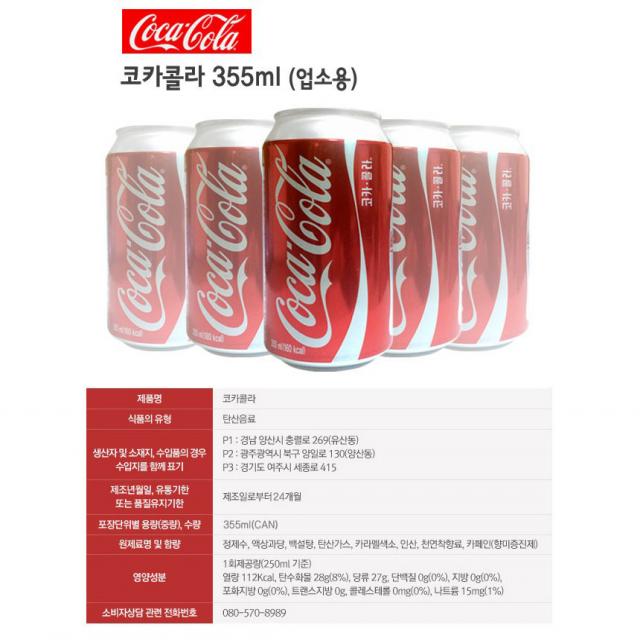 Coca-Cola
코카콜라 355ml (업소용)
Coca-Cola
Coca-Cola
Coca-Cola
코카·콜라.
코카·콜라.
코카·콜라.
제품명 코카콜라
식품의 유형 탄산음료
생산자 및 소재지, 수입품의 경우
수입지를 함께 표기
P1 : 경남 양산시 충렬로 269(유산동)
P2 : 광주광역시 북구 양일로 130(양산동)
P3 : 경기도 여주시 세종로 415
제조년월일, 유통기한
또는 품질유지기한
제조일로부터 24개월
포장단위별 용량(중량), 수량 355ml(CAN)
원제료명 및 함량 정제수, 액상과당, 백설탕, 탄산가스, 카라멜색소, 인산, 천연착향료, 카페인(향미증진제)
영양성분
1회제공량(250ml 기준)
열량 112Kcal, 탄수화물 28g(8%), 당류 27g, 단백질 0g(0%), 지방 0g(0%),
포화지방 0g(0%), 트랜스지방 0g, 콜레스테롤 0mg(0%), 나트륨 15mg(1%)
소비자상담 관련 전화번호 080-570-8989